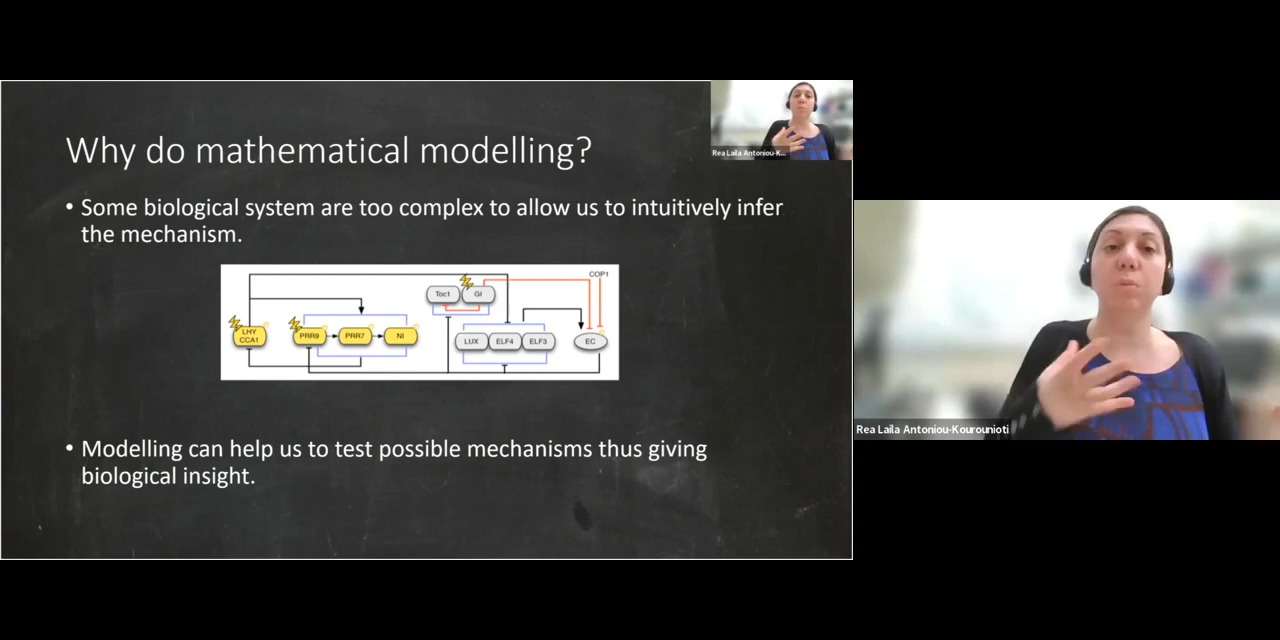 Why do mathematical modelling?
Rea Laila Antoniou-K...
• Some biological system are too complex to allow us to intuitively infer
the mechanism.
COP1
Toc1 GI
LHY
CCA1
PRR9 PRR7 NI
LUX ELF4 ELF3 EC
• Modelling can help us to test possible mechanisms thus giving
biological insight.
Rea Laila Antoniou-Kourounioti